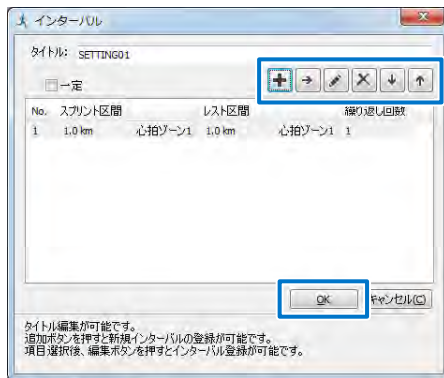 インターバル
タイトル: SETTING01
一定
No. スプリント区間 レスト区間 繰り返し回数
1 1.0 km 心拍ゾーン1 1.0 km 心拍ゾーン1 1
OK キャンセル(C)
タイトル編集が可能です。
追加ボタンを押すと新規インターバルの登録が可能です。
項目選択後、編集ボタンを押すとインターバル登録が可能です。